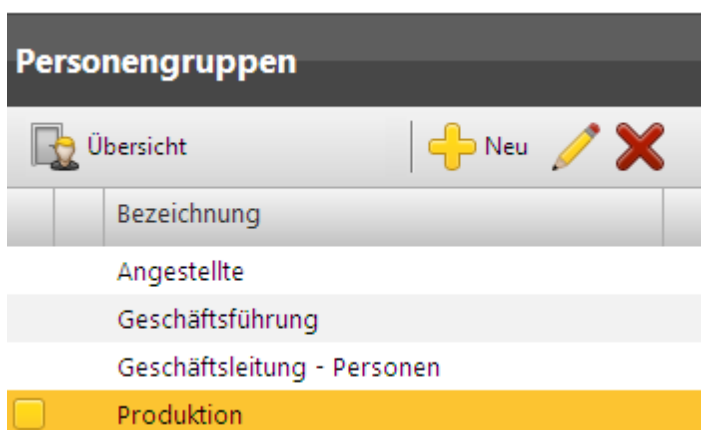 Personengruppen
Übersicht Neu
Bezeichnung
Angestellte
Geschäftsführung
Geschäftsleitung - Personen
Produktion